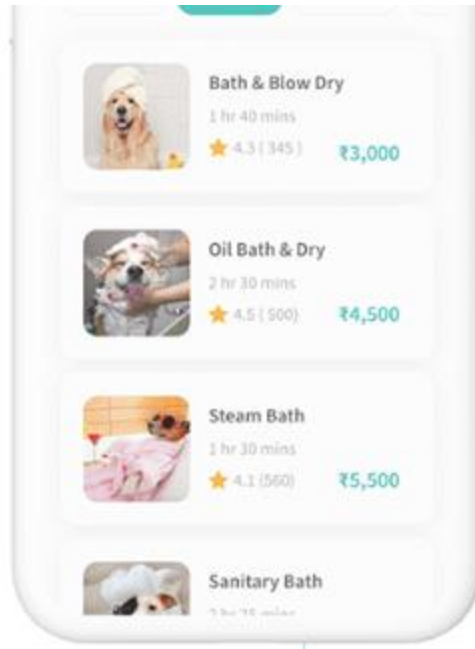 Bath & Blow Dry
1 hr 40 mins
4.3 ( 345 )
₹3,000
Oil Bath & Dry
2 hr 30 mins
4.5 ( 500)
₹4,500
Steam Bath
1 hr 30 mins
4.1 (560)
₹5,500
Sanitary Bath